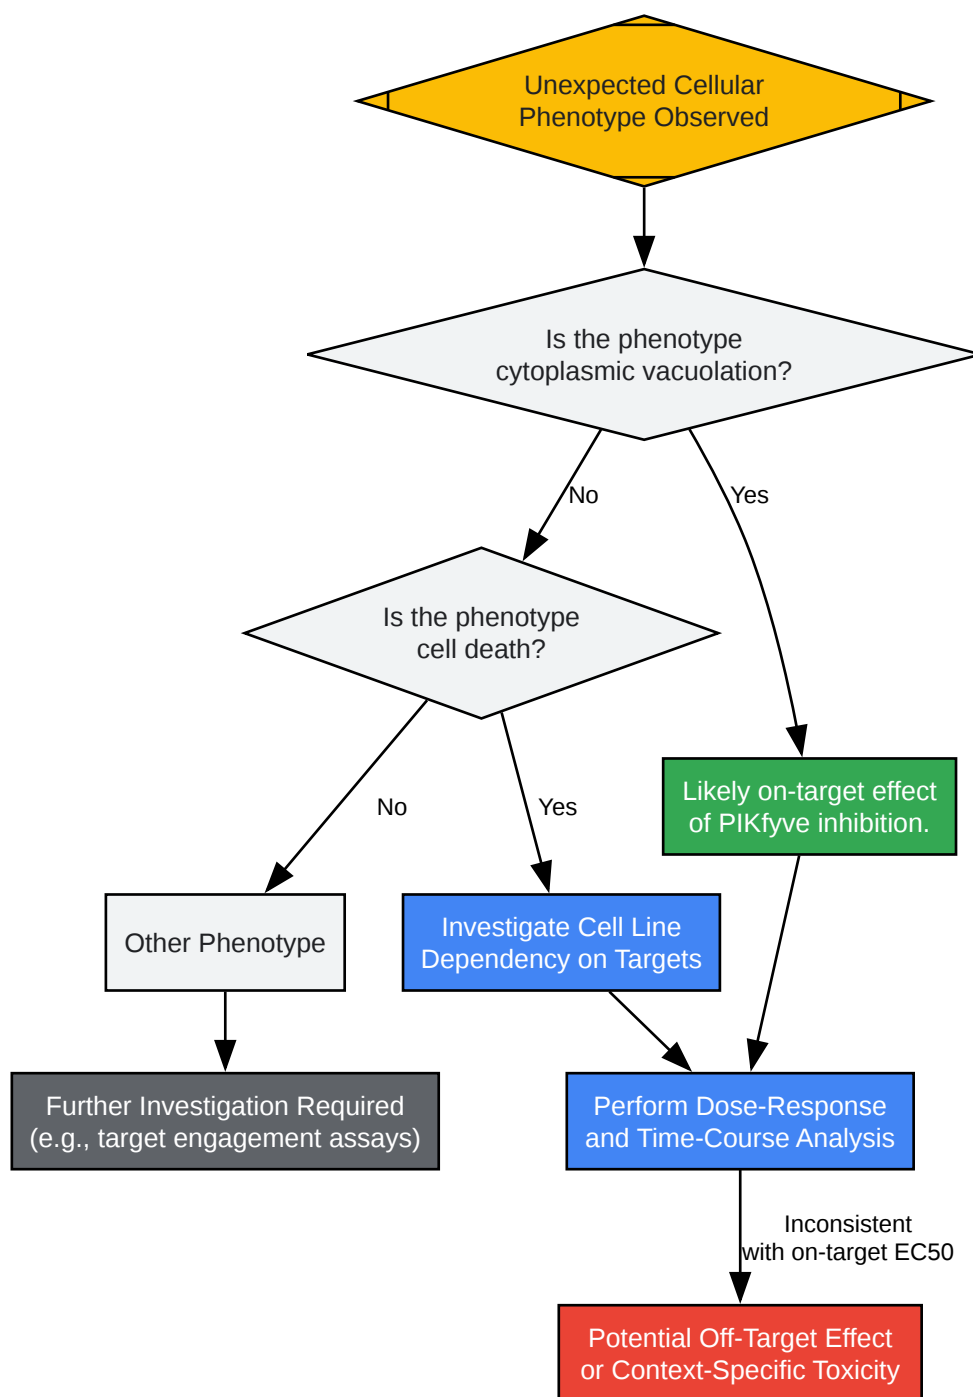 Unexpected Cellular
Phenotype Observed
Is the phenotype
cytoplasmic vacuolation?
No
Yes
Is the phenotype
cell death?
No
Yes
Likely on-target effect
of PIKfyve inhibition.
Other Phenotype
Investigate Cell Line
Dependency on Targets
Further Investigation Required
(e.g., target engagement assays)
Perform Dose-Response
and Time-Course Analysis
Inconsistent
with on-target EC50
Potential Off-Target Effect
or Context-Specific Toxicity